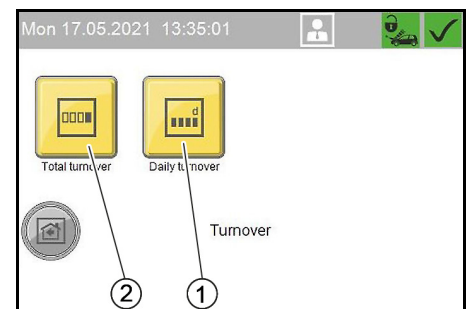 Mon 17.05.2021 13:35:01
d
Total turnover
Daily turnover
Turnover
2
1